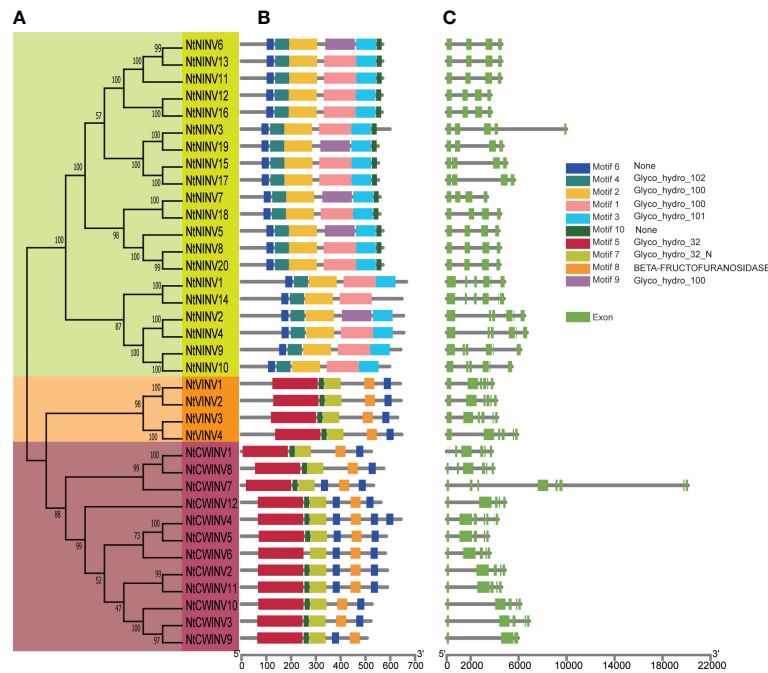 A B C
NtNINV6
NtNINV13
NtNINV11
NtNINV12
NtNINV16
NtNINV3
NtNINV19
NtNINV15
NtNINV17
NtNINV7
NtNINV18
NtNINV5
NtNINV8
NtNINV20
NtNINV1
NtNINV14
NtNINV2
NtNINV4
NtNINV9
NtNINV10
NtVINV1
NtVINV2
NtVINV3
NtVINV4
NtCWINV1
NtCWINV8
NtCWINV7
NtCWINV12
NtCWINV4
NtCWINV5
NtCWINV6
NtCWINV2
NtCWINV11
NtCWINV10
NtCWINV3
NtCWINV9
99
100
100
57
100
100
100
100
100
100
98
100
100
100
100
87
100
100
98
100
100
99
88
100
73
99
99
52
47
100
97
Motif 6 None
Motif 4 Glyco_hydro_102
Motif 2 Glyco_hydro_100
Motif 1 Glyco_hydro_100
Motif 3 Glyco_hydro_101
Motif 10 None
Motif 5 Glyco_hydro_32
Motif 7 Glyco_hydro_32_N
Motif 8 BETA-FRUCTOFURANOSIDASE
Motif 9 Glyco_hydro_100
Exon
5' 3' 5' 3'
0 100 200 300 400 500 600 700
0 2000 6000 10000 14000 18000 22000